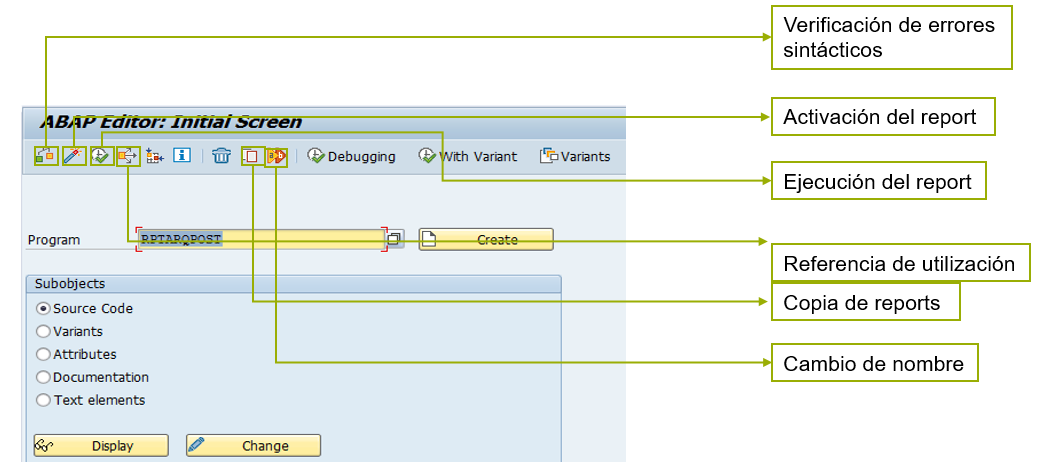 Verificación de errores
sintácticos
ABAP Editor: Initial Screen
Activación del report
Debugging
With Variant
Variants
Ejecución del report
Program
RPTARQPOST
Create
Referencia de utilización
Subobjects
Source Code
Copia de reports
Variants
Attributes
Cambio de nombre
Documentation
Text elements
Display
Change